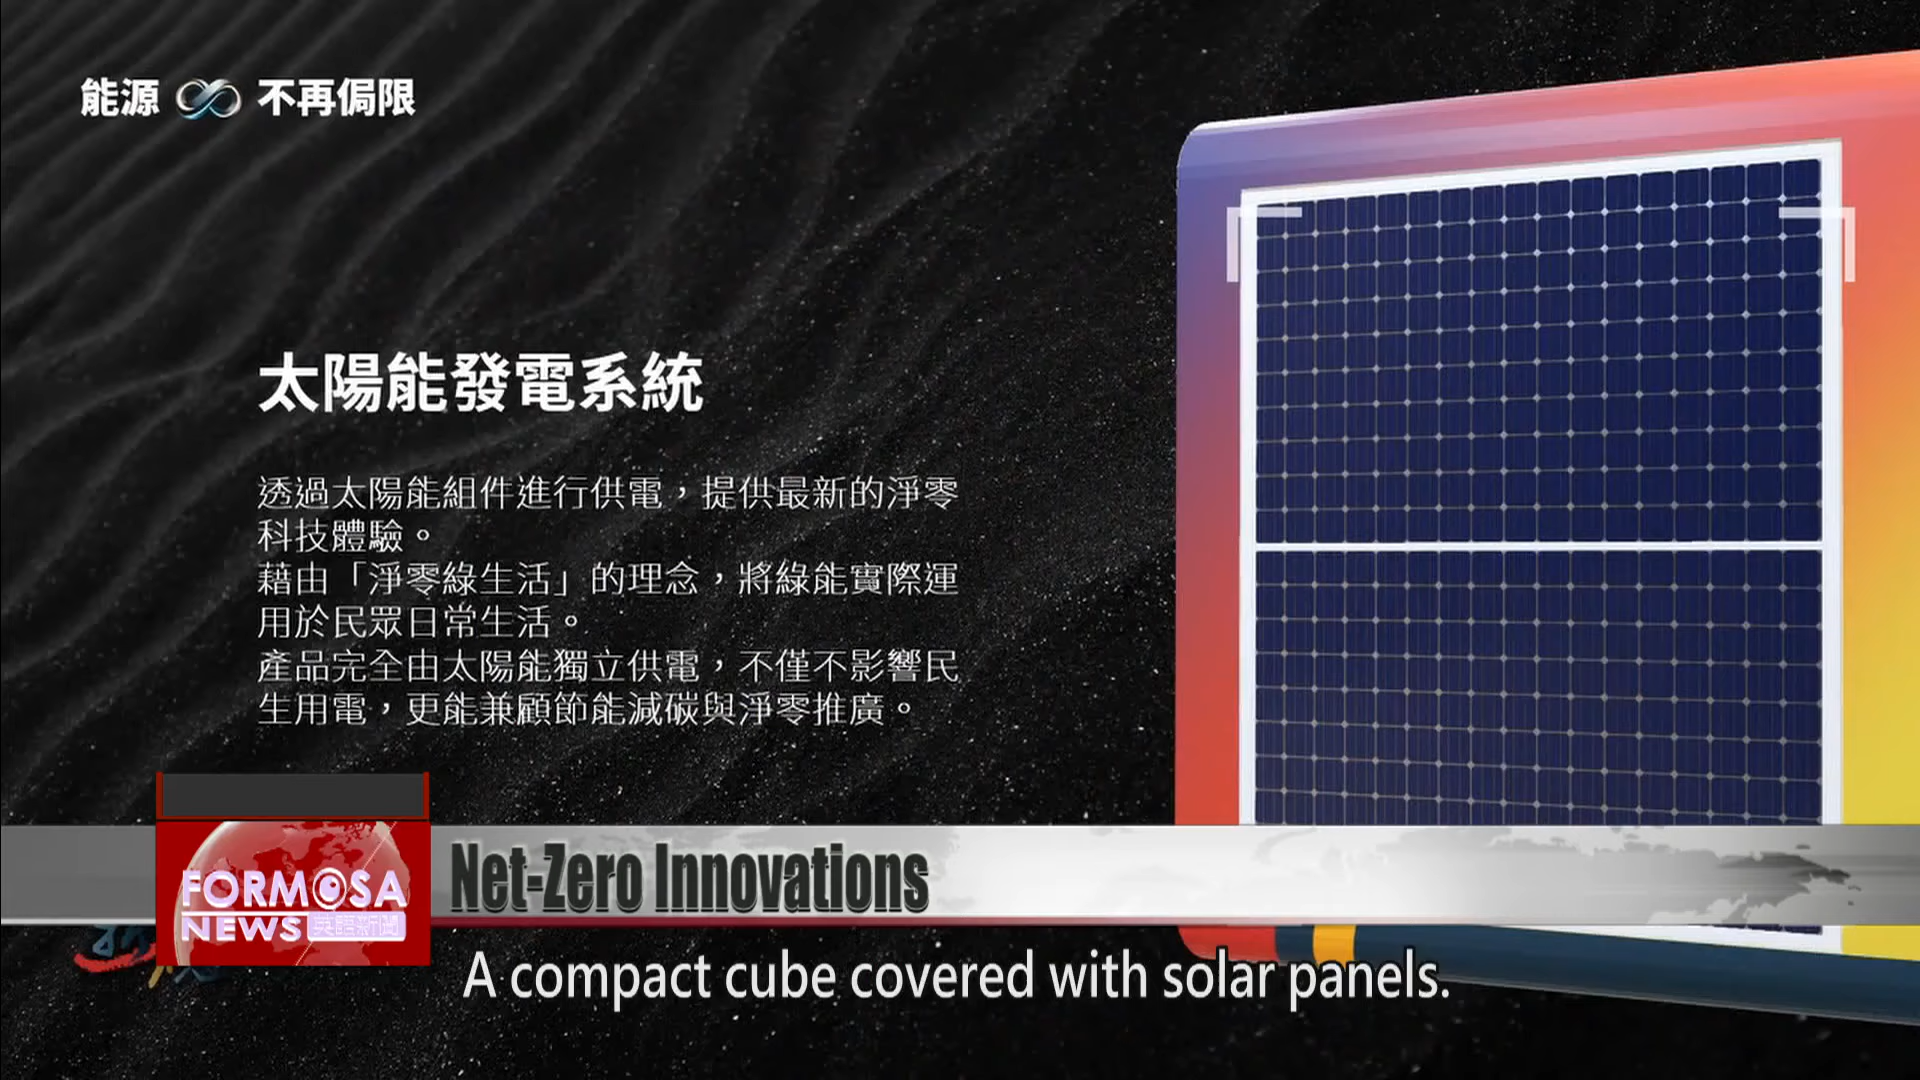 能源 不再侷限
太陽能發電系統
透過太陽能組件進行供電，提供最新的淨零
科技體驗。
藉由「淨零綠生活」的理念，將綠能實際運
用於民眾日常生活。
產品完全由太陽能獨立供電，不僅不影響民
生用電，更能兼顧節能減碳與淨零推廣。
FORMOSA
NEWS 英語新聞
Net-Zero Innovations
A compact cube covered with solar panels.